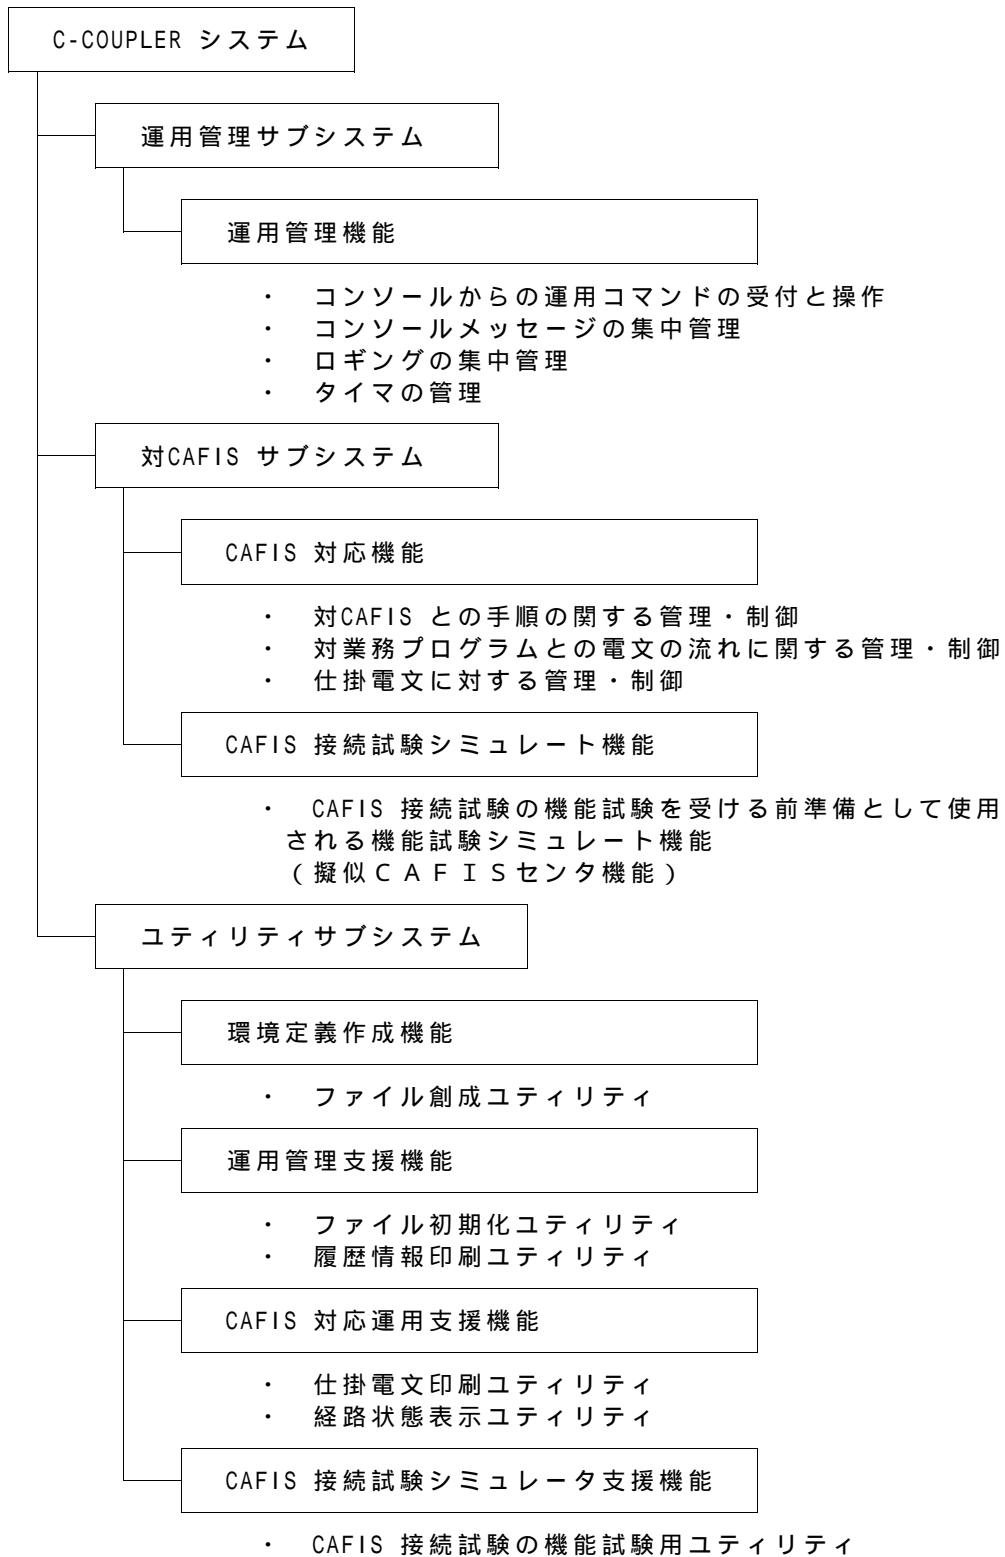 C-COUPLER システム
運用管理サブシステム
運用管理機能
・ コンソールからの運用コマンドの受付と操作
・ コンソールメッセージの集中管理
・ ロギングの集中管理
・ タイマの管理
対CAFIS サブシステム
CAFIS 対応機能
・ 対CAFIS との手順の関する管理・制御
・ 対業務プログラムとの電文の流れに関する管理・制御
・ 仕掛電文に対する管理・制御
CAFIS 接続試験シミュレート機能
・ CAFIS 接続試験の機能試験を受ける前準備として使用
される機能試験シミュレート機能
(擬似CAFISセンタ機能)
ユティリティサブシステム
環境定義作成機能
・ ファイル創成ユティリティ
運用管理支援機能
・ ファイル初期化ユティリティ
・ 履歴情報印刷ユティリティ
CAFIS 対応運用支援機能
・ 仕掛電文印刷ユティリティ
・ 経路状態表示ユティリティ
CAFIS 接続試験シミュレータ支援機能
・ CAFIS 接続試験の機能試験用ユティリティ